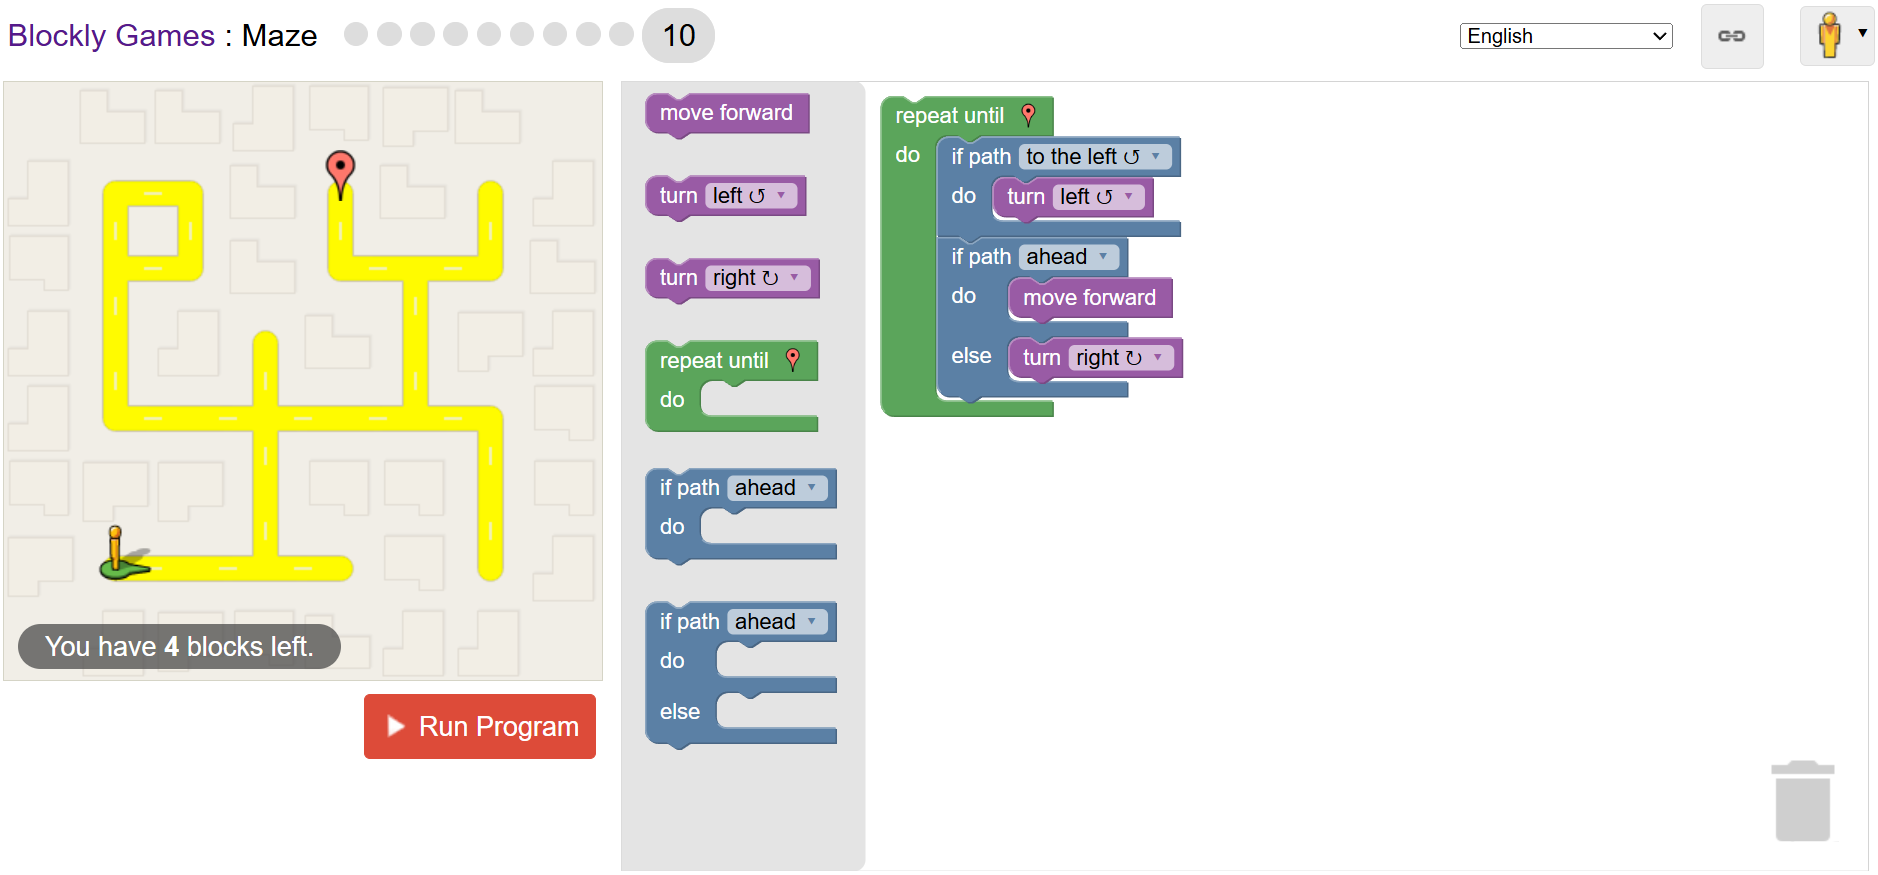 Blockly Games : Maze 10
English
You have 4 blocks left.
Run Program
move forward
turn left ↺ ▼
turn right ↻ ▼
repeat until
do
if path ahead ▼
do
if path ahead ▼
do
else
repeat until
do if path to the left ↺ ▼
do turn left ↺ ▼
if path ahead ▼
do move forward
else turn right ↻ ▼